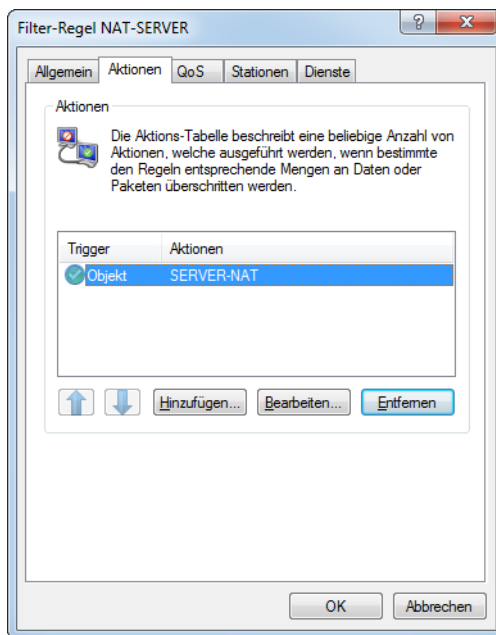 Filter-Regel NAT-SERVER
Allgemein Aktionen QoS Stationen Dienste
Aktionen
Die Aktions-Tabelle beschreibt eine beliebige Anzahl von
Aktionen, welche ausgeführt werden, wenn bestimmte
den Regeln entsprechende Mengen an Daten oder
Paketen überschritten werden.
Trigger Aktionen
Objekt SERVER-NAT
Hinzufügen... Bearbeiten... Entfernen
OK Abbrechen